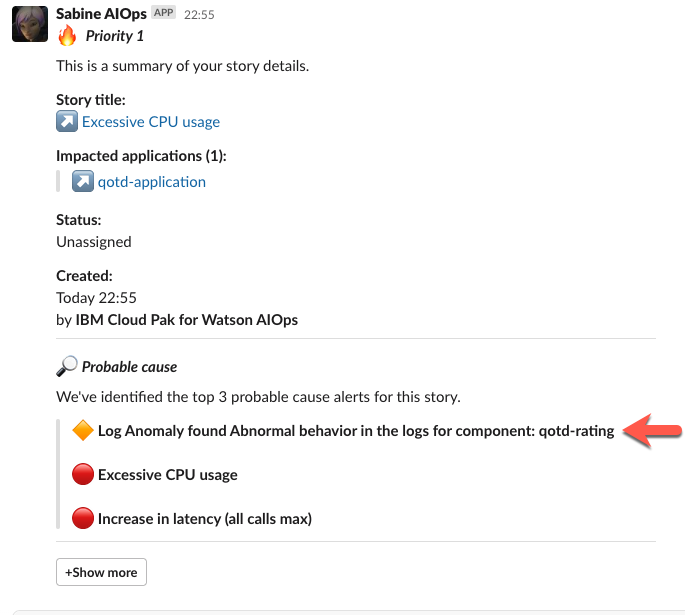 Sabine AIOps APP 22:55
Priority 1
This is a summary of your story details.
Story title:
Excessive CPU usage
Impacted applications (1):
qotd-application
Status:
Unassigned
Created:
Today 22:55
by IBM Cloud Pak for Watson AIOps
Probable cause
We've identified the top 3 probable cause alerts for this story.
Log Anomaly found Abnormal behavior in the logs for component: qotd-rating
Excessive CPU usage
Increase in latency (all calls max)
+Show more